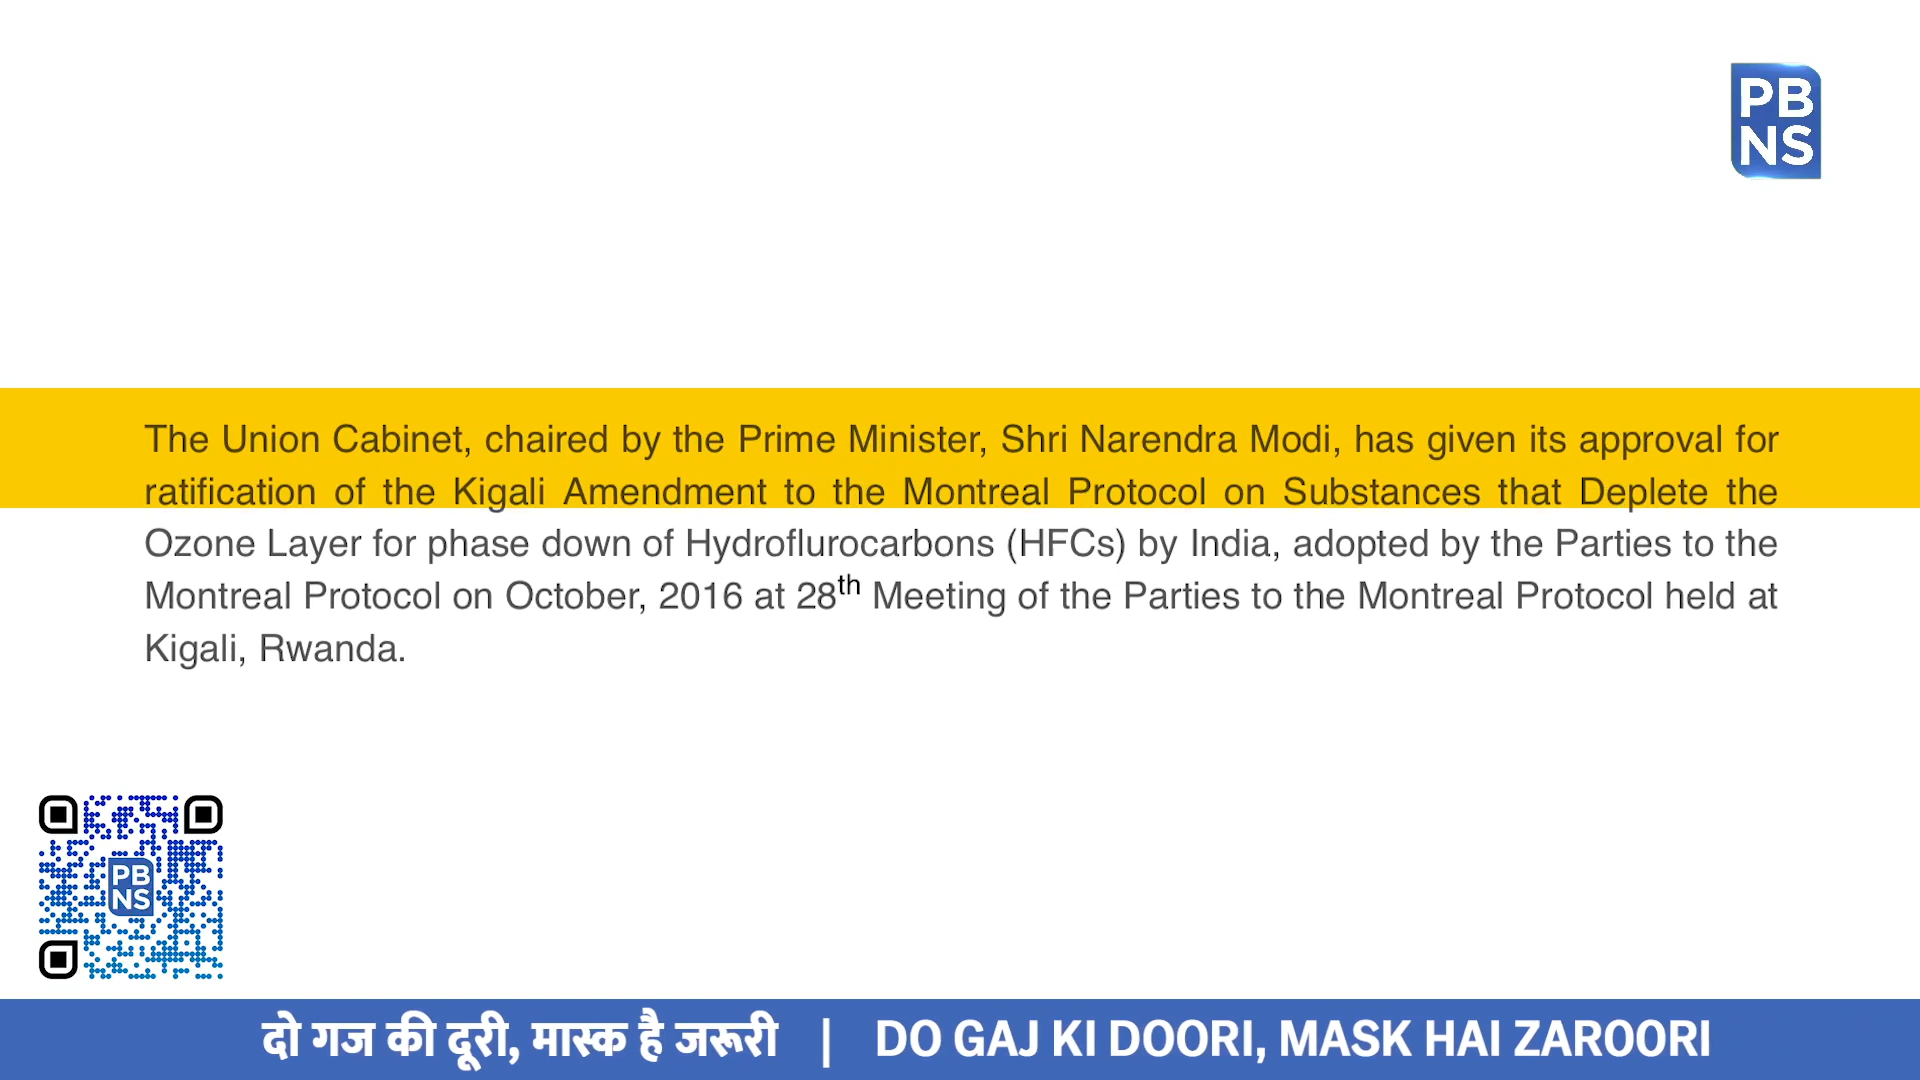 PB
NS
The Union Cabinet, chaired by the Prime Minister, Shri Narendra Modi, has given its approval for
ratification of the Kigali Amendment to the Montreal Protocol on Substances that Deplete the
Ozone Layer for phase down of Hydroflurocarbons (HFCs) by India, adopted by the Parties to the
Montreal Protocol on October, 2016 at 28th Meeting of the Parties to the Montreal Protocol held at
Kigali, Rwanda.
PB
NS
दो गज की दूरी, मास्क है जरूरी | DO GAJ KI DOORI, MASK HAI ZAROORI